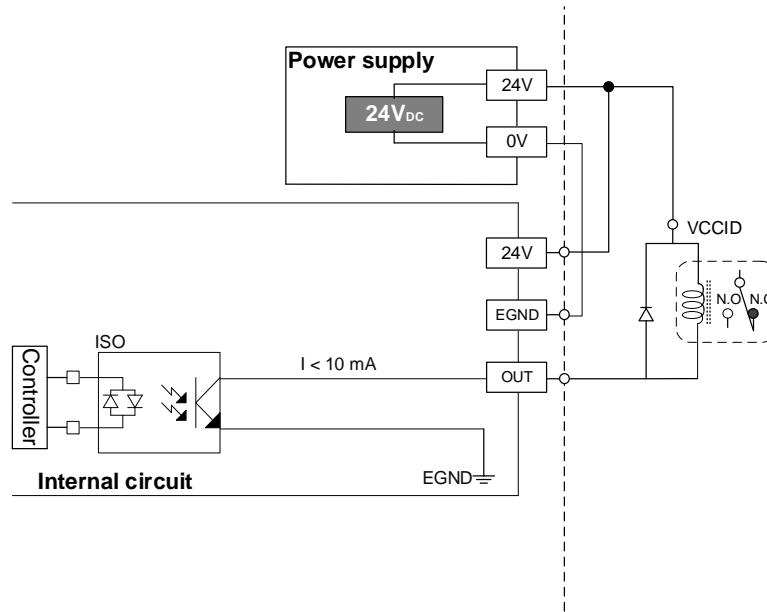 Power supply
24V
24VDC
0V
VCCID
24V
N.O
N.C
EGND
ISO
I < 10 mA
OUT
Controller
EGND
Internal circuit